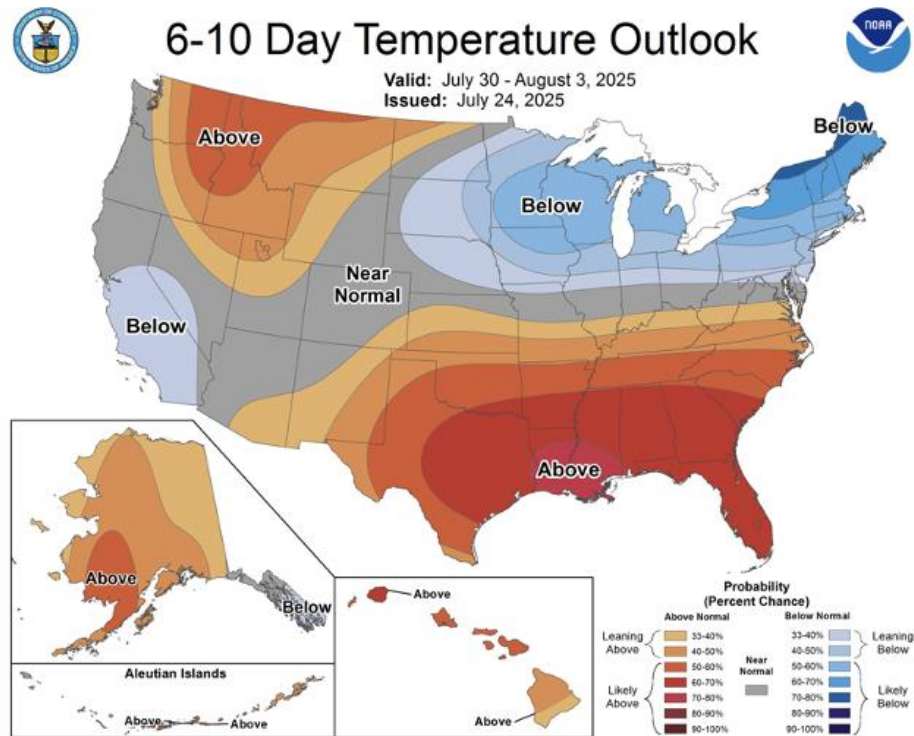 6-10 Day Temperature Outlook
Valid: July 30 - August 3, 2025
Issued: July 24, 2025
NOAA
Above
Below
Below
Near
Normal
Below
Above
Above
Below
Aleutian Islands
Above
Above
Above
Above
Probability
(Percent Chance)
Above Normal
Below Normal
Leaning
Above
33-40%
40-50%
Likely
Above
50-60%
60-70%
70-80%
80-90%
90-100%
Near
Normal
33-40%
40-50%
Leaning
Below
50-60%
60-70%
70-80%
80-90%
90-100%
Likely
Below